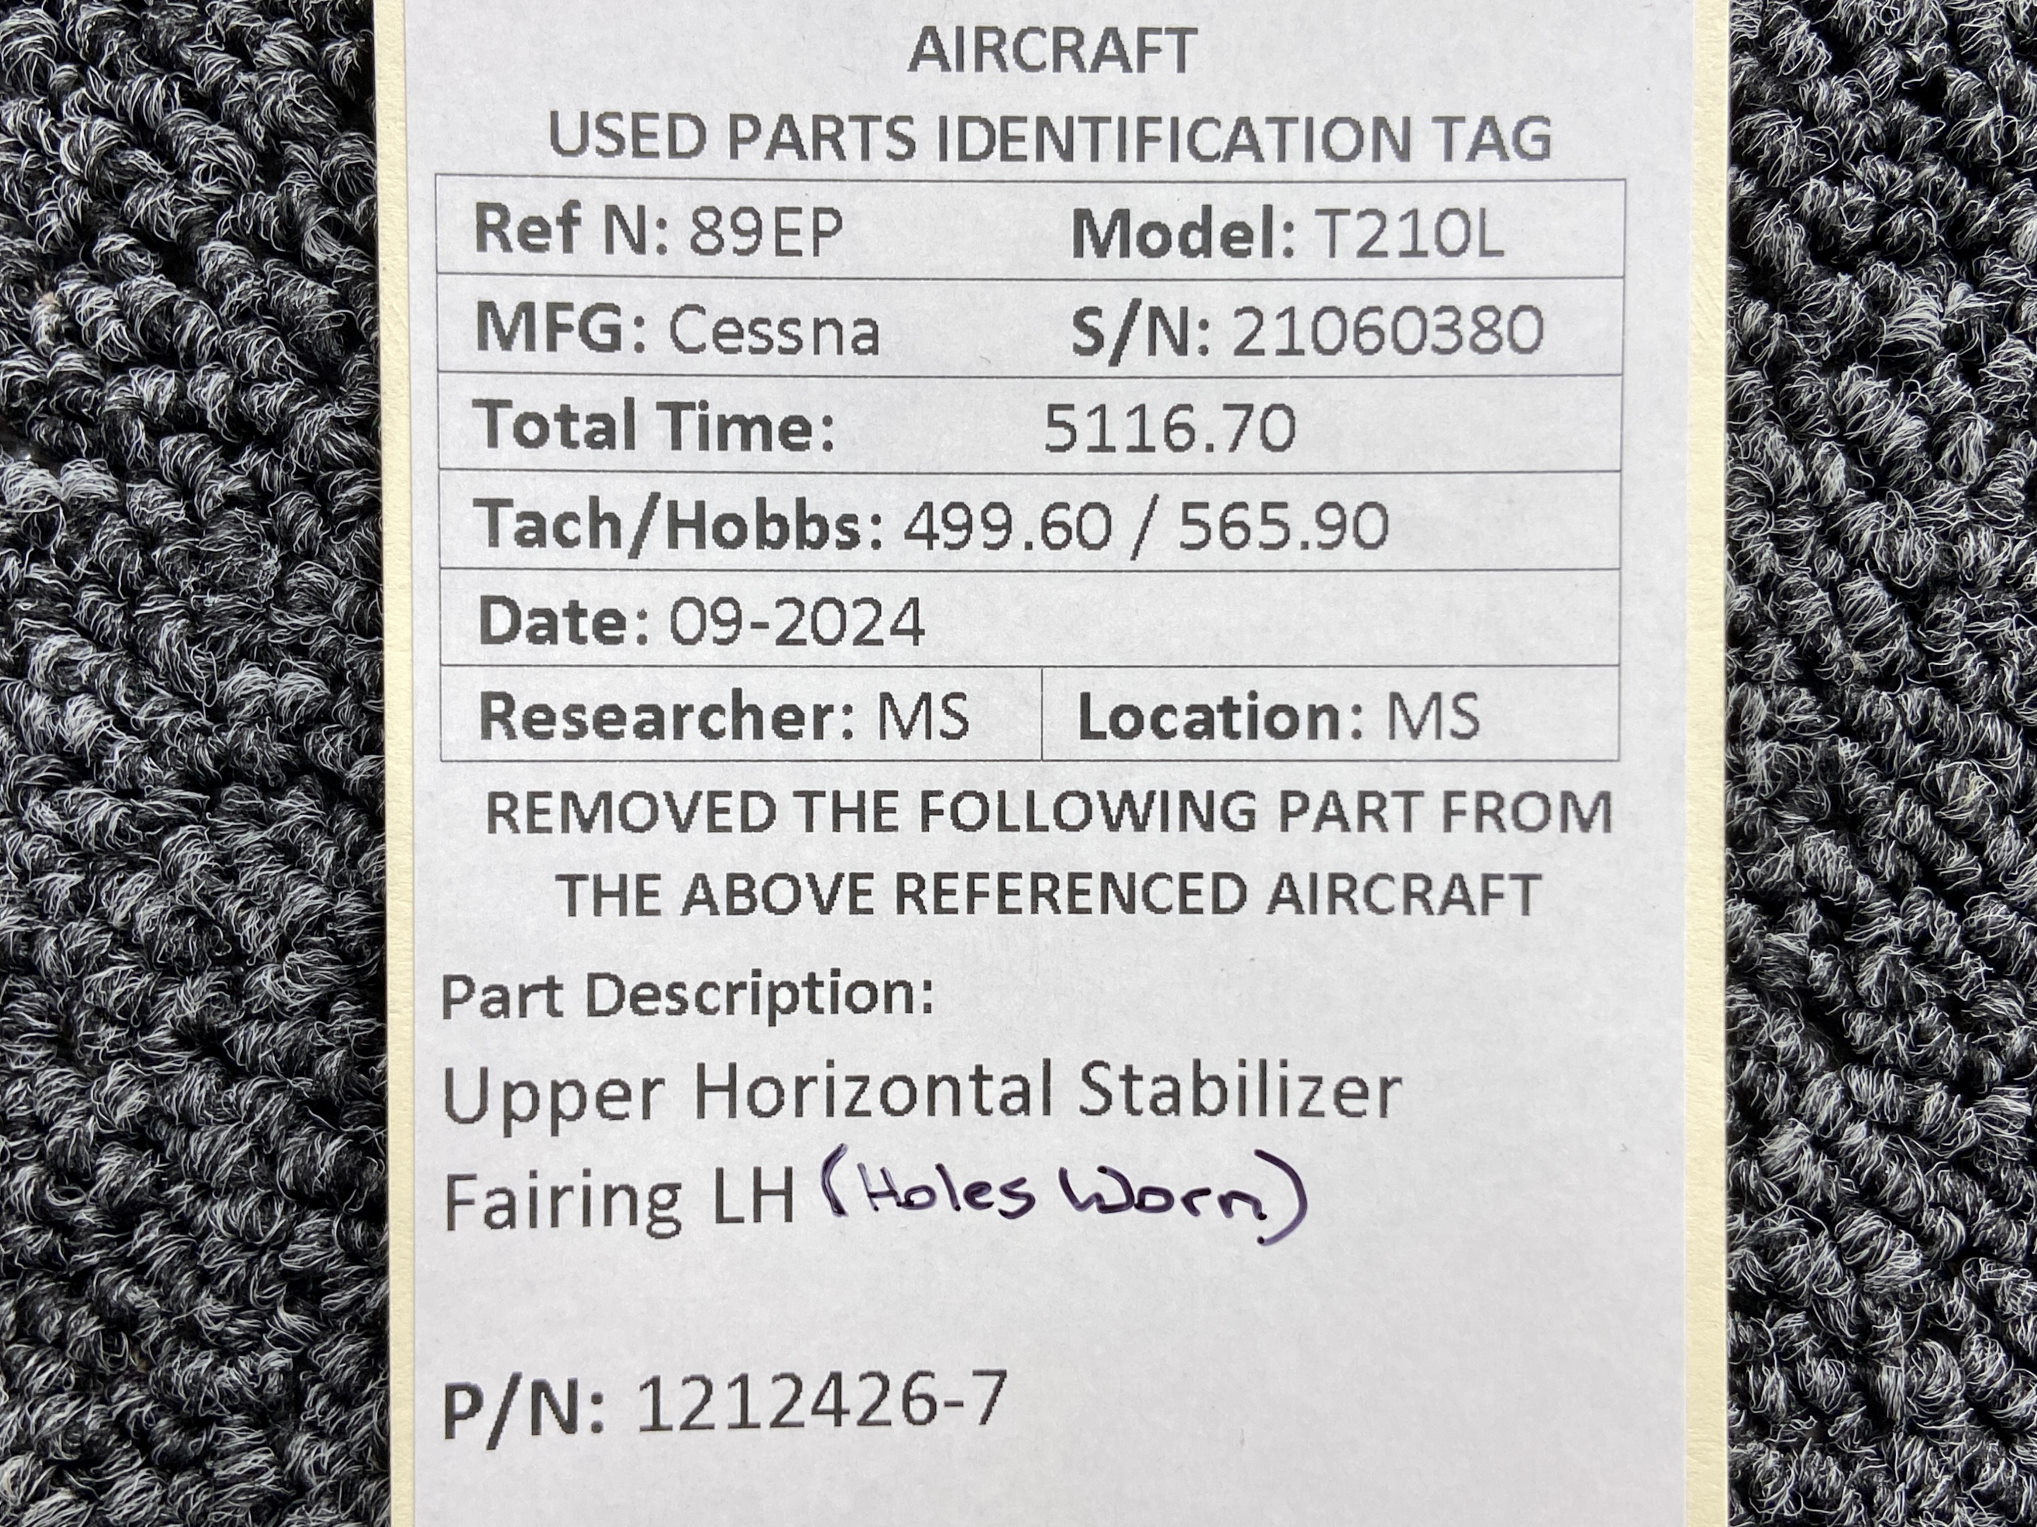 AIRCRAFT
USED PARTS IDENTIFICATION TAG
Ref N: 89EP Model: T210L
MFG: Cessna S/N: 21060380
Total Time: 5116.70
Tach/Hobbs: 499.60 / 565.90
Date: 09-2024
Researcher: MS Location: MS
REMOVED THE FOLLOWING PART FROM
THE ABOVE REFERENCED AIRCRAFT
Part Description:
Upper Horizontal Stabilizer
Fairing LH (Holes Worn)
P/N: 1212426-7